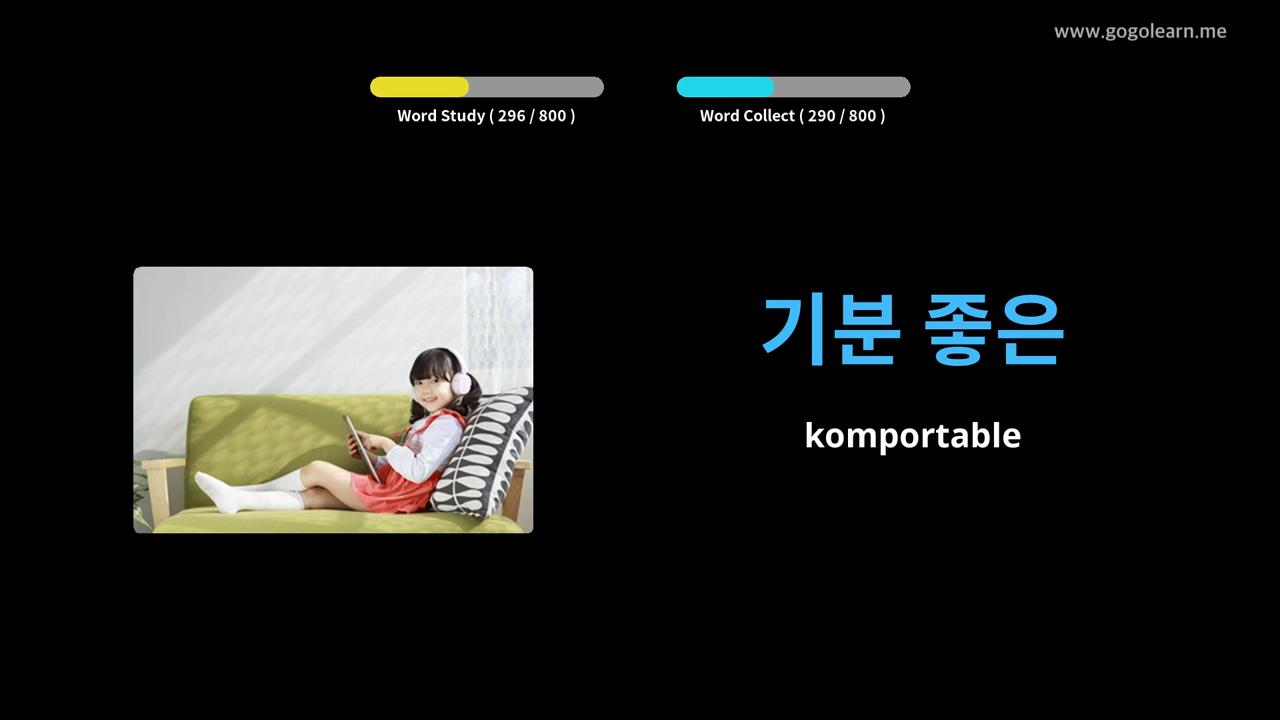 www.gogolearn.me
Word Study ( 296 / 800 )
Word Collect ( 290 / 800 )
기분 좋은
komportable